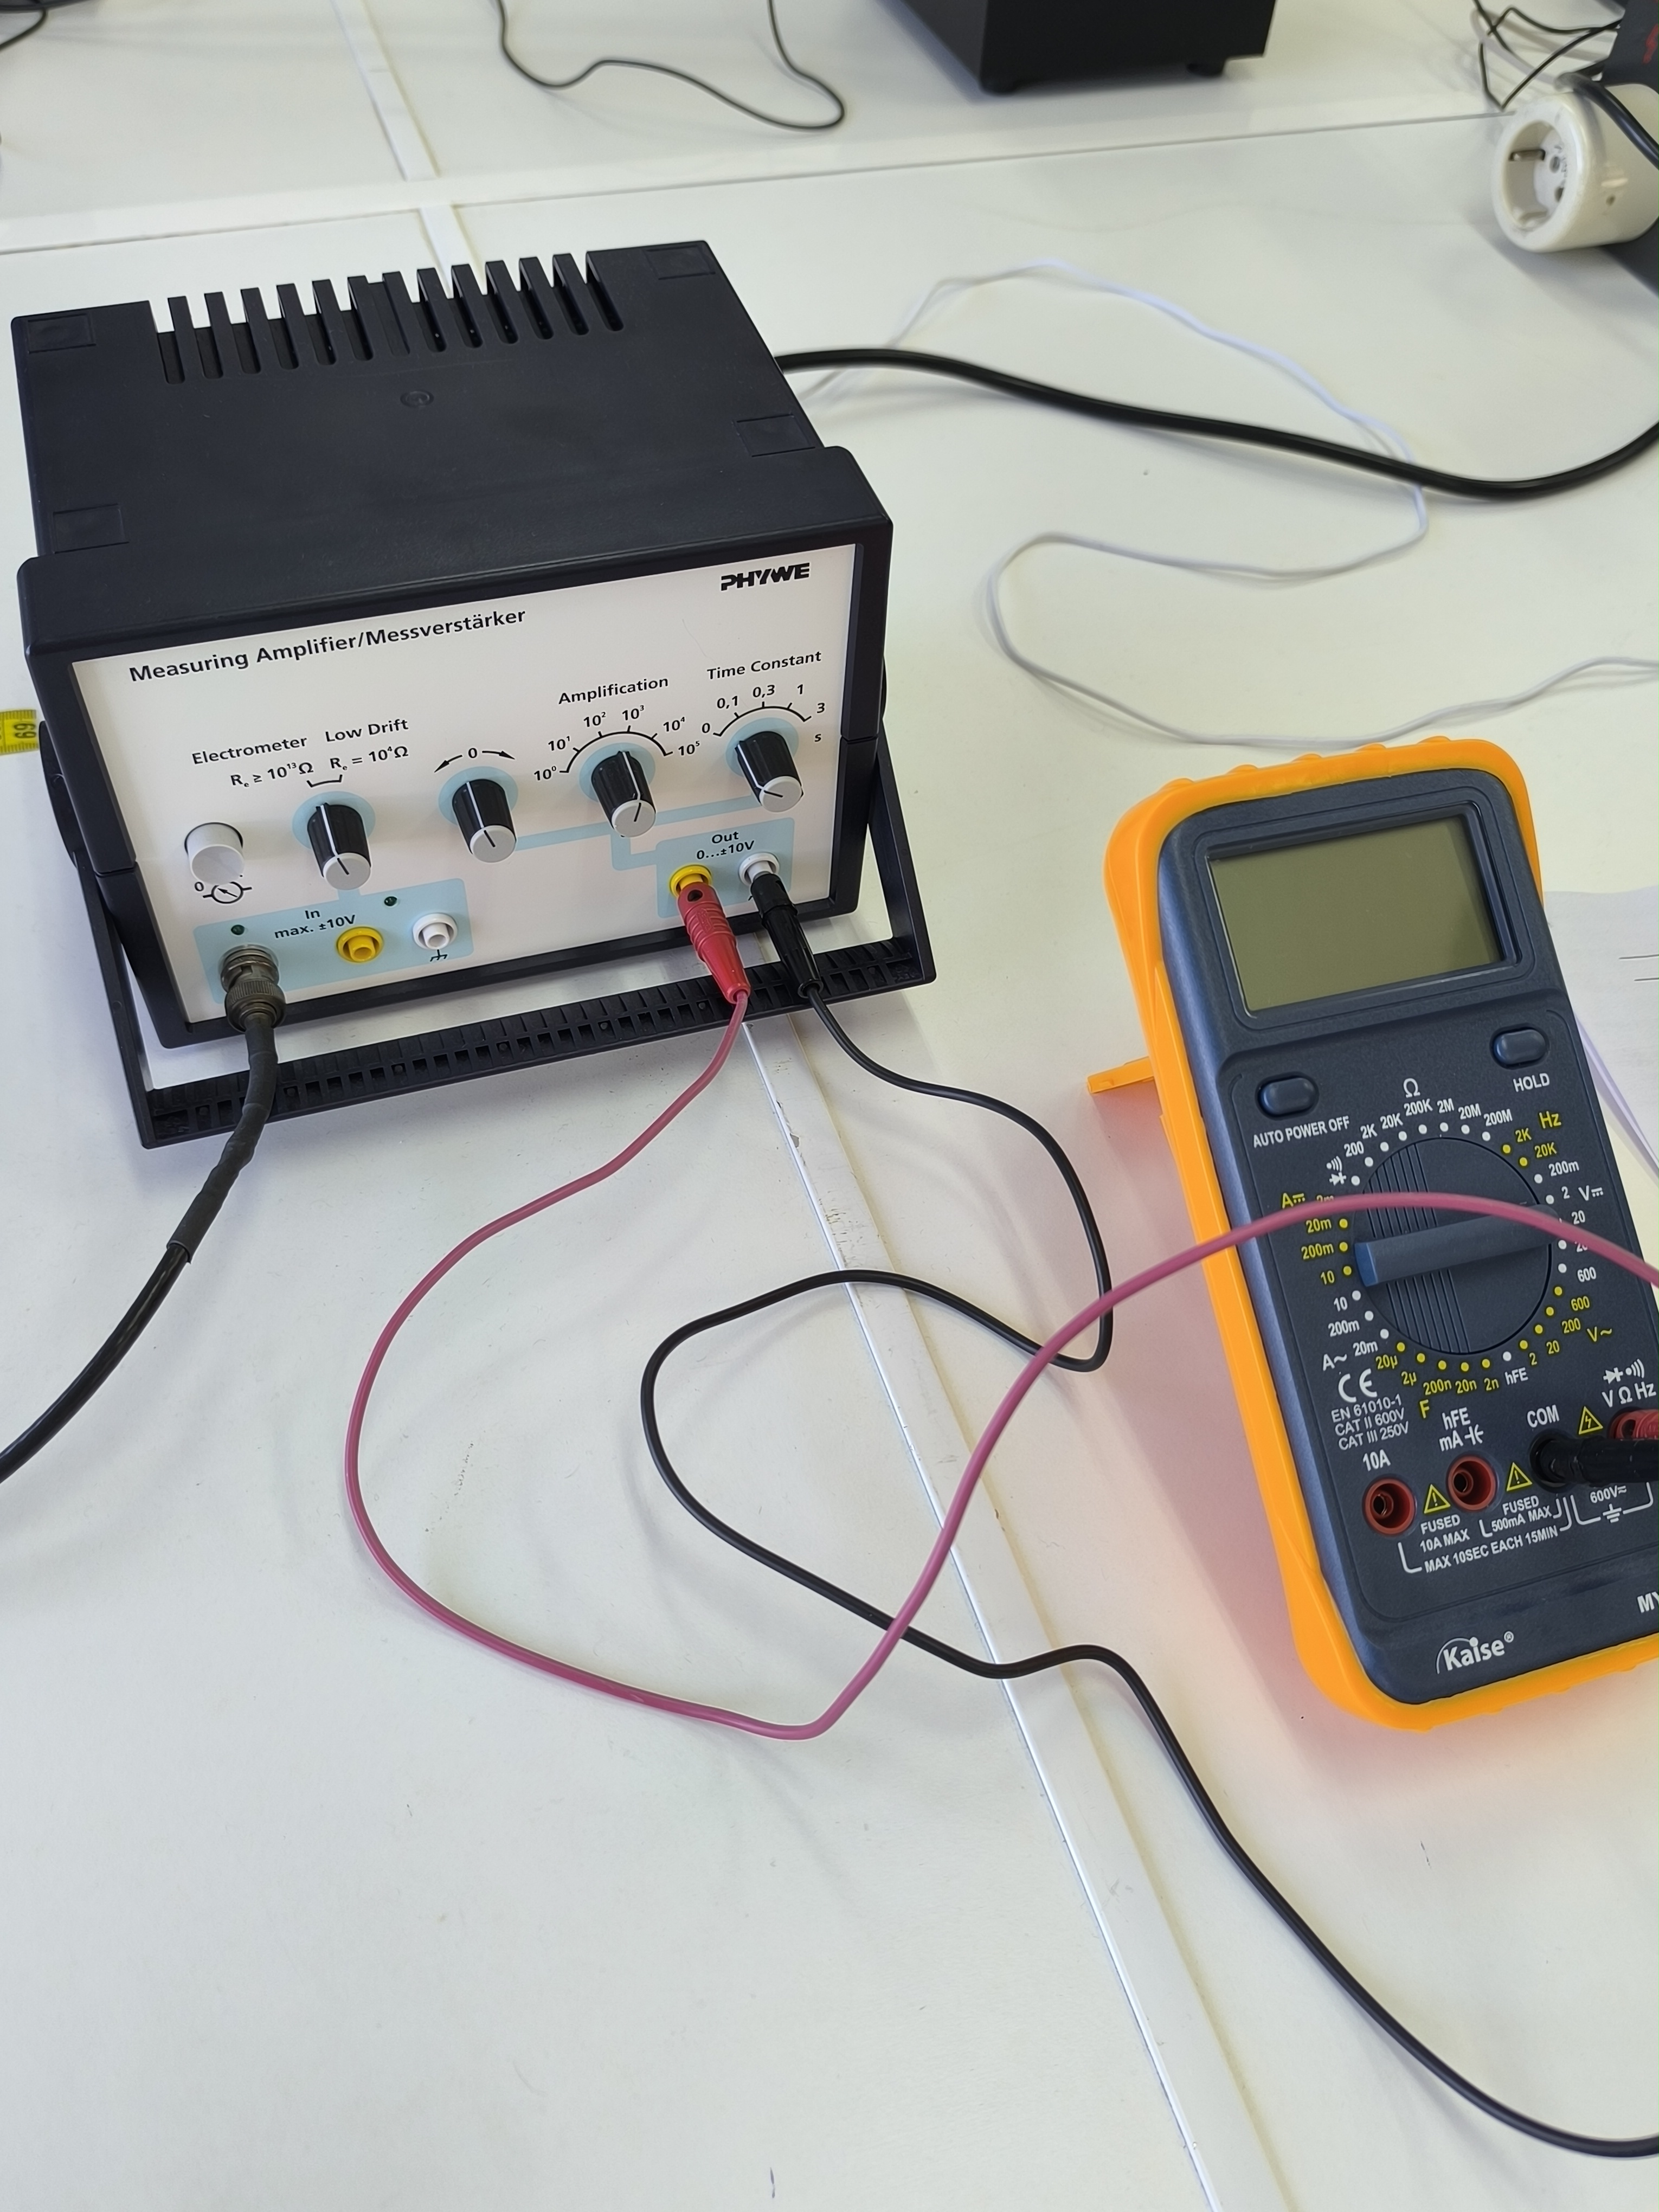 PHYWE
Measuring Amplifier/Messverstärker
Electrometer
Low Drift
Rₑ ≥ 10¹³Ω
Rₑ = 10⁴Ω
0
Amplification
10⁰ 10¹ 10² 10³ 10⁴ 10⁵
Time Constant
0 0,1 0,3 1 3
s
0
In
max. ±10V
Out
0...±10V
69
HOLD
AUTO POWER OFF
Ω
200 2K 20K 200K 2M 20M 200M
Hz
2K
20K
200m
2
V
20
600
600
200
20
2
V~
hFE
A
20m
200m
10
10
200m
20m
A~
20µ
2µ
200n
20n
2n
F
CE
EN 61010-1
CAT II 600V
CAT III 250V
10A
hFE
mA
COM
V Ω Hz
FUSED
10A MAX
FUSED
500mA MAX
600V
MAX 10SEC EACH 15MIN
MY
Kaise®